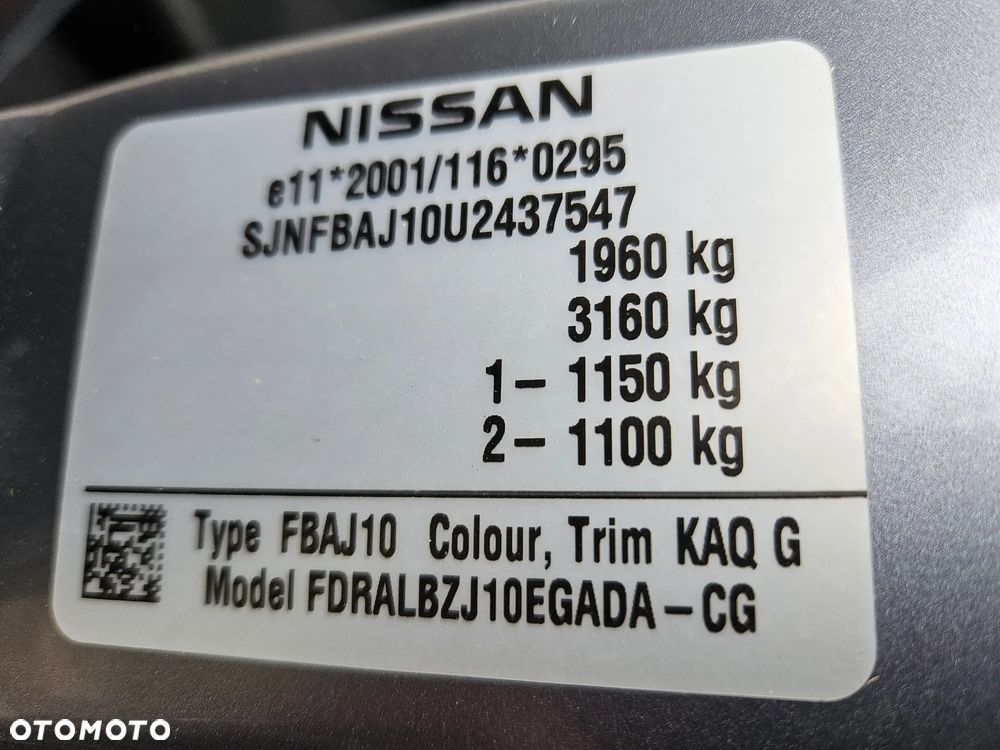 NISSAN
e11*2001/116*0295
SJNFBAJ10U2437547
1960 kg
3160 kg
1- 1150 kg
2- 1100 kg
Type FBAJ10 Colour, Trim KAQ G
Model FDRALBZJ10EGADA-CG
OTOMOTO